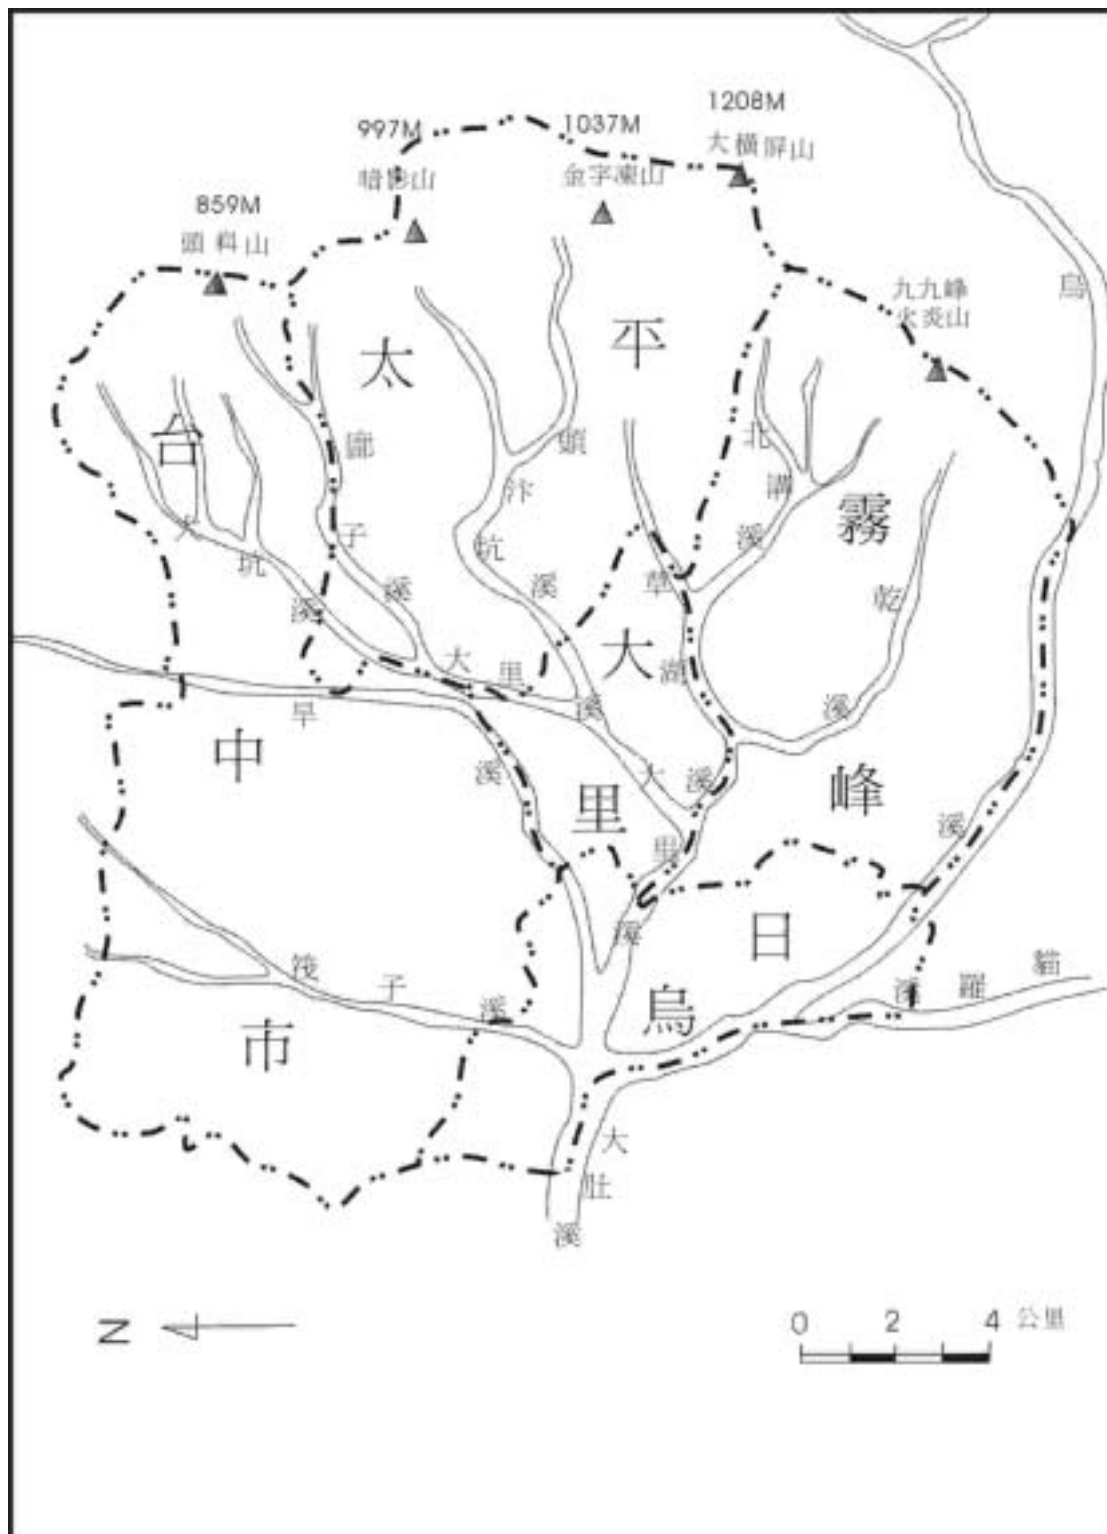 1208M
大橫屏山
1037M
金字凍山
997M
暗影山
859M
頭嵙山
九九峰
火炎山
太平
台中市
霧峰
大里
烏日
烏溪
廍子溪
頭汴坑溪
北溝溪
草湖溪
乾溪
大坑溪
大里溪
旱溪
大里溪
筏子溪
貓羅溪
大肚溪
N
0 2 4 公里